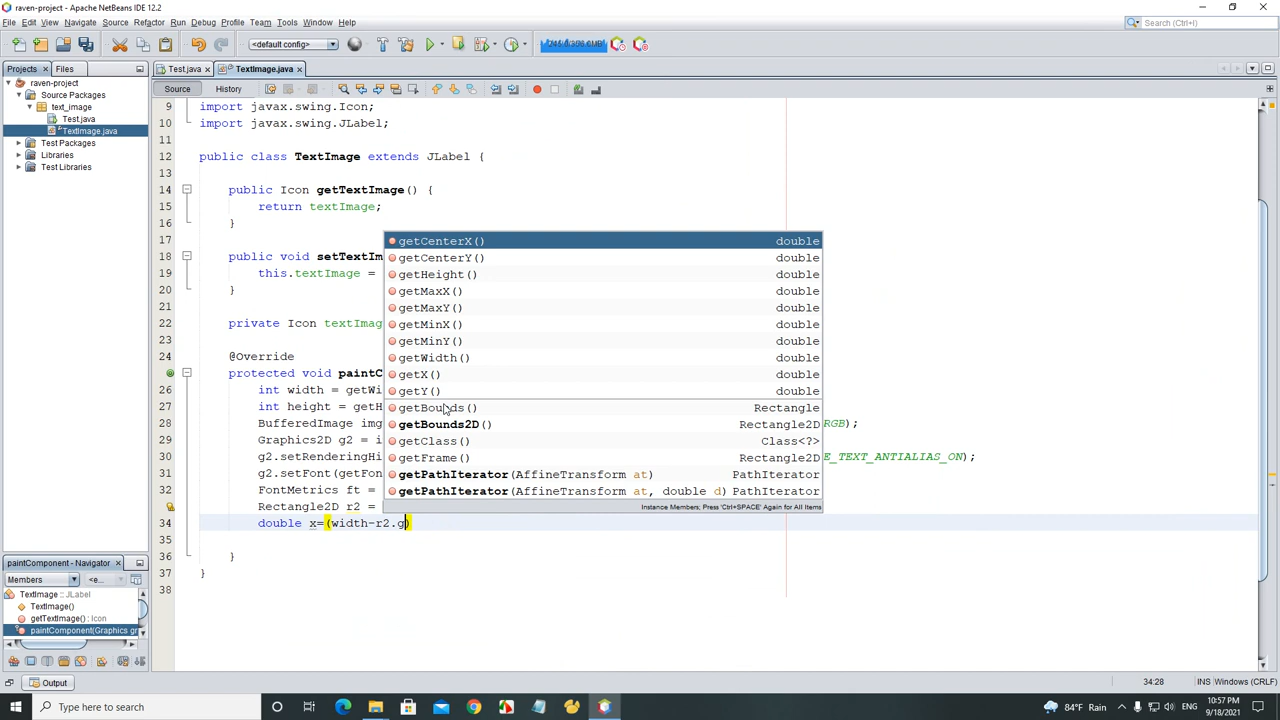 raven-project - Apache NetBeans IDE 12.2
File Edit View Navigate Source Refactor Run Debug Profile Team Tools Window Help
Search (Ctrl+I)
<default config>
Projects Files
Test.java TextImage.java
Source History
raven-project
Source Packages
text_image
Test.java
TextImage.java
Test Packages
Libraries
Test Libraries
9 import javax.swing.Icon;
10 import javax.swing.JLabel;
11
12 public class TextImage extends JLabel {
13
14 public Icon getTextImage() {
15 return textImage;
16 }
17
18 public void setTextIm
19 this.textImage =
20 }
21
22 private Icon textImag
23
24 @Override
protected void paintC
26 int width = getWi
27 int height = getH
28 BufferedImage img RGB);
29 Graphics2D g2 = i
30 g2.setRenderingHi E_TEXT_ANTIALIAS_ON);
31 g2.setFont(getFon
32 FontMetrics ft =
Rectangle2D r2 =
34 double x=(width-r2.g)
35
36 }
37 }
38
getCenterX() double
getCenterY() double
getHeight() double
getMaxX() double
getMaxY() double
getMinX() double
getMinY() double
getWidth() double
getX() double
getY() double
getBounds() Rectangle
getBounds2D() Rectangle2D
getClass() Class<?>
getFrame() Rectangle2D
getPathIterator(AffineTransform at) PathIterator
getPathIterator(AffineTransform at, double d) PathIterator
Instance Members; Press 'Ctrl+SPACE' Again for All Items
paintComponent - Navigator
Members <e...
TextImage :: JLabel
TextImage()
getTextImage() : Icon
paintComponent(Graphics gr
Output
34:28 INS Windows (CRLF)
Type here to search
84°F Rain
ENG
10:57 PM
9/18/2021